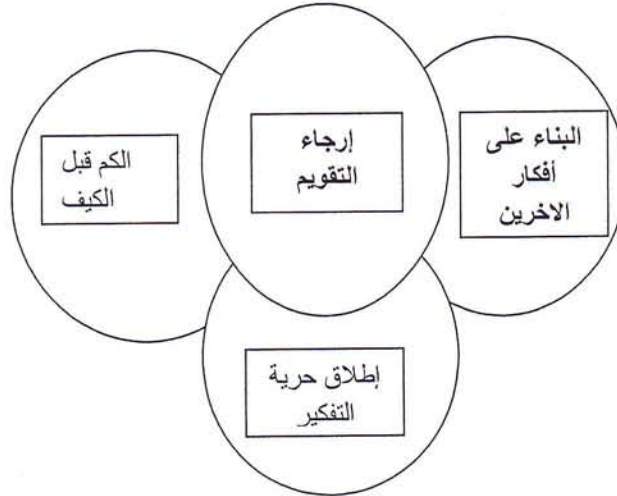 البناء على
أفكار
الاخرين
إرجاء
التقويم
الكم قبل
الكيف
إطلاق حرية
التفكير